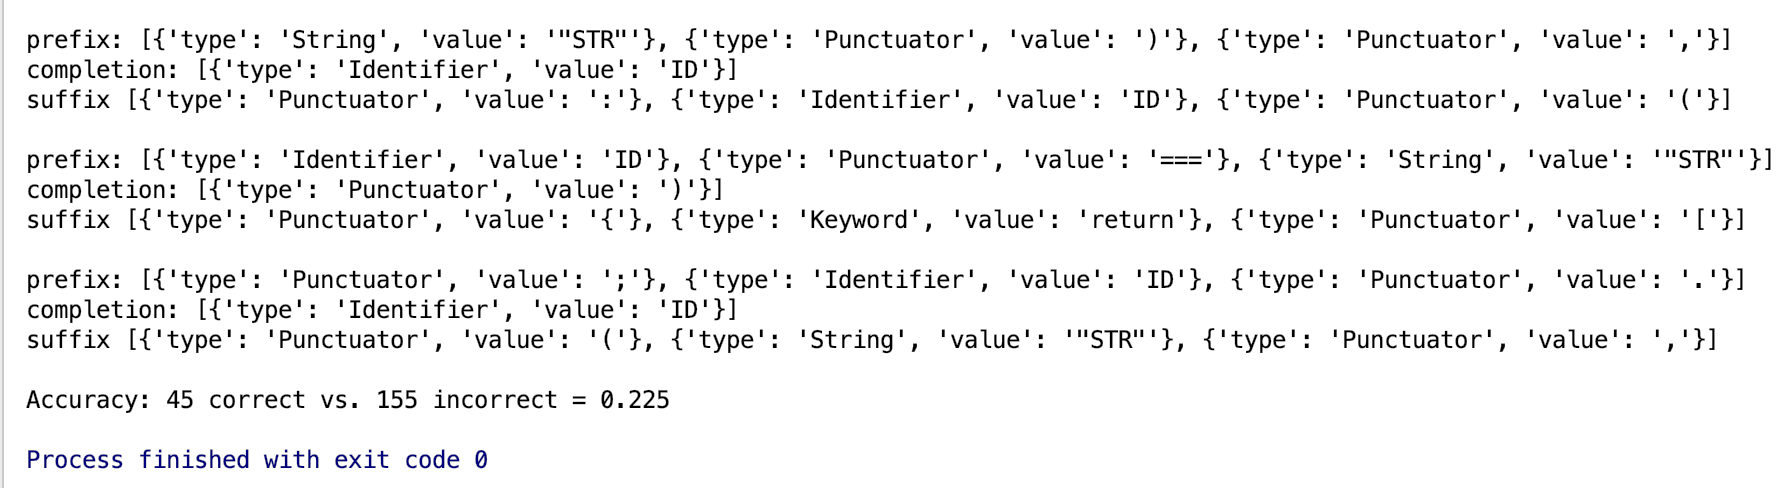 prefix: [{'type': 'String', 'value': '"STR"'}, {'type': 'Punctuator', 'value': ')'}, {'type': 'Punctuator', 'value': ','}]
completion: [{'type': 'Identifier', 'value': 'ID'}]
suffix [{'type': 'Punctuator', 'value': ':'}, {'type': 'Identifier', 'value': 'ID'}, {'type': 'Punctuator', 'value': '('}]
prefix: [{'type': 'Identifier', 'value': 'ID'}, {'type': 'Punctuator', 'value': '==='}, {'type': 'String', 'value': '"STR"'}]
completion: [{'type': 'Punctuator', 'value': ')'}]
suffix [{'type': 'Punctuator', 'value': '{'}, {'type': 'Keyword', 'value': 'return'}, {'type': 'Punctuator', 'value': '['}]
prefix: [{'type': 'Punctuator', 'value': ';'}, {'type': 'Identifier', 'value': 'ID'}, {'type': 'Punctuator', 'value': '.'}]
completion: [{'type': 'Identifier', 'value': 'ID'}]
suffix [{'type': 'Punctuator', 'value': '('}, {'type': 'String', 'value': '"STR"'}, {'type': 'Punctuator', 'value': ','}]
Accuracy: 45 correct vs. 155 incorrect = 0.225
Process finished with exit code 0